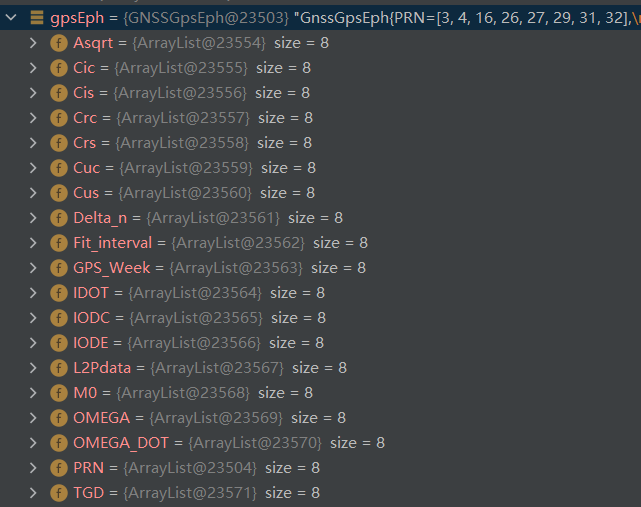 gpsEph = {GNSSGpsEph@23503} "GnssGpsEph{PRN=[3, 4, 16, 26, 27, 29, 31, 32],\
f Asqrt = {ArrayList@23554} size = 8
f Cic = {ArrayList@23555} size = 8
f Cis = {ArrayList@23556} size = 8
f Crc = {ArrayList@23557} size = 8
f Crs = {ArrayList@23558} size = 8
f Cuc = {ArrayList@23559} size = 8
f Cus = {ArrayList@23560} size = 8
f Delta_n = {ArrayList@23561} size = 8
f Fit_interval = {ArrayList@23562} size = 8
f GPS_Week = {ArrayList@23563} size = 8
f IDOT = {ArrayList@23564} size = 8
f IODC = {ArrayList@23565} size = 8
f IODE = {ArrayList@23566} size = 8
f L2Pdata = {ArrayList@23567} size = 8
f M0 = {ArrayList@23568} size = 8
f OMEGA = {ArrayList@23569} size = 8
f OMEGA_DOT = {ArrayList@23570} size = 8
f PRN = {ArrayList@23504} size = 8
f TGD = {ArrayList@23571} size = 8